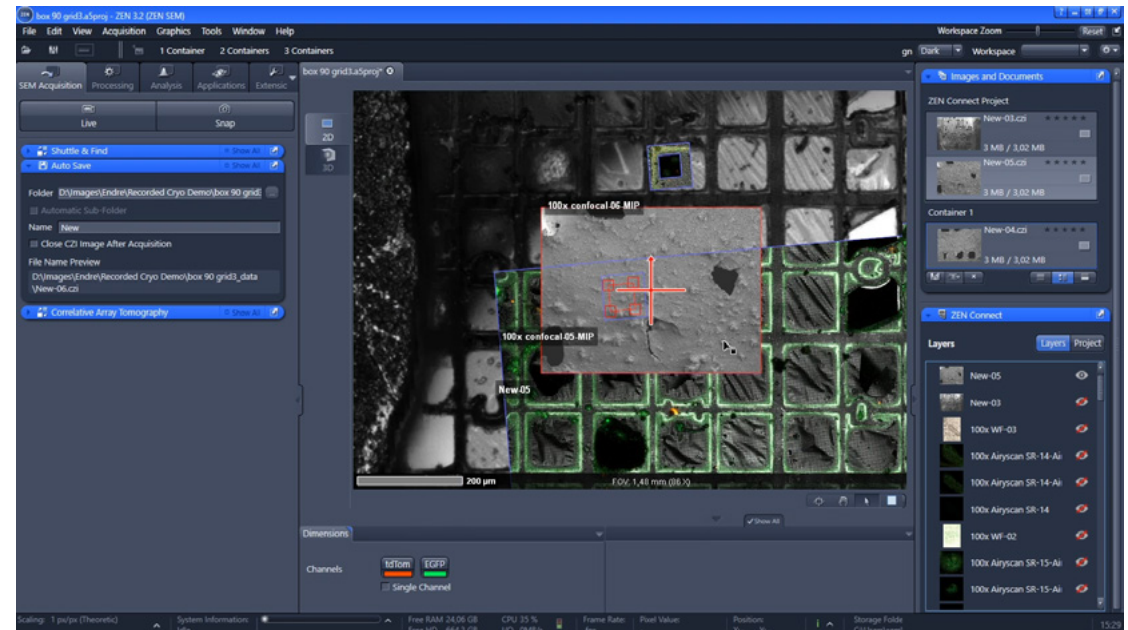 box 90 grid3.a5proj - ZEN 3.2 (ZEN SEM)
File Edit View Acquisition Graphics Tools Window Help
Workspace Zoom Reset
1 Container 2 Containers 3 Containers
gn Dark Workspace
SEM Acquisition Processing Analysis Applications Extensic
box 90 grid3.a5proj*
Live Snap
Shuttle & Find Show All
Auto Save Show All
Folder D:\Images\Endre\Recorded Cryo Demo\box 90 grid
Automatic Sub-Folder
Name New
Close CZI Image After Acquisition
File Name Preview
D:\Images\Endre\Recorded Cryo Demo\box 90 grid3_data
\New-06.czi
Correlative Array Tomography Show All
2D
3D
100x confocal-06-MIP
100x confocal-05-MIP
New-05
200 µm
FOV: 1,48 mm (86 X)
Show All
Dimensions
Channels tdTom EGFP
Single Channel
Images and Documents
ZEN Connect Project
New-03.czi
3 MB / 3,02 MB
New-05.czi
3 MB / 3,02 MB
Container 1
New-04.czi
3 MB / 3,02 MB
ZEN Connect
Layers Layers Project
New-05
New-03
100x WF-03
100x Airyscan SR-14-Ai
100x Airyscan SR-14-Ai
100x Airyscan SR-14
100x WF-02
100x Airyscan SR-15-Ai
100x Airyscan SR-15-Ai
Scaling: 1 px/px (Theoretic) System Information: Free RAM 24,06 GB CPU 35 % Frame Rate: Pixel Value: Position: Storage Folde
15:29